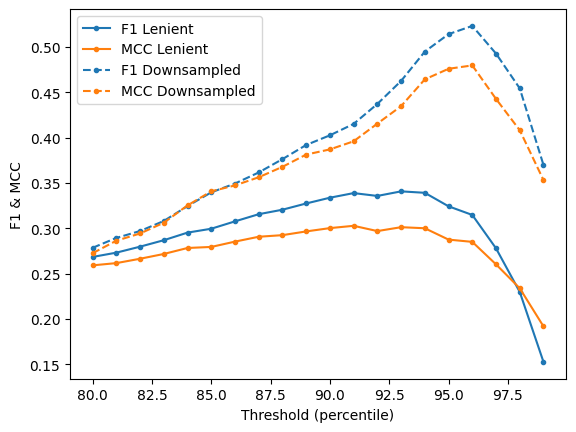 F1 Lenient
MCC Lenient
F1 Downsampled
MCC Downsampled
0.50
0.45
0.40
0.35
0.30
0.25
0.20
0.15
F1 & MCC
80.0 82.5 85.0 87.5 90.0 92.5 95.0 97.5
Threshold (percentile)